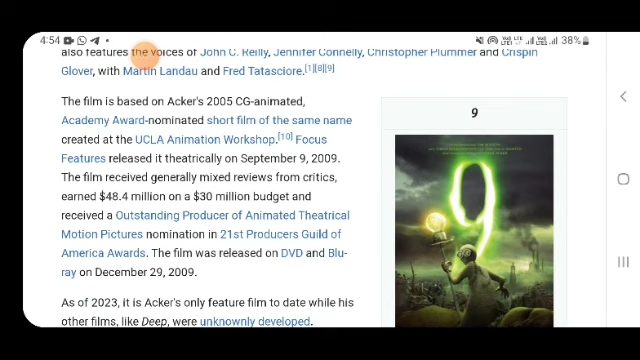 4:54
38%
also features the voices of John C. Reilly, Jennifer Connelly, Christopher Plummer and Crispin
Glover, with Martin Landau and Fred Tatasciore.[1][8][9]
The film is based on Acker's 2005 CG-animated,
Academy Award-nominated short film of the same name
created at the UCLA Animation Workshop.[10] Focus
Features released it theatrically on September 9, 2009.
The film received generally mixed reviews from critics,
earned $48.4 million on a $30 million budget and
received a Outstanding Producer of Animated Theatrical
Motion Pictures nomination in 21st Producers Guild of
America Awards. The film was released on DVD and Blu-
ray on December 29, 2009.
As of 2023, it is Acker's only feature film to date while his
other films, like Deep, were unknownly developed.
9
9